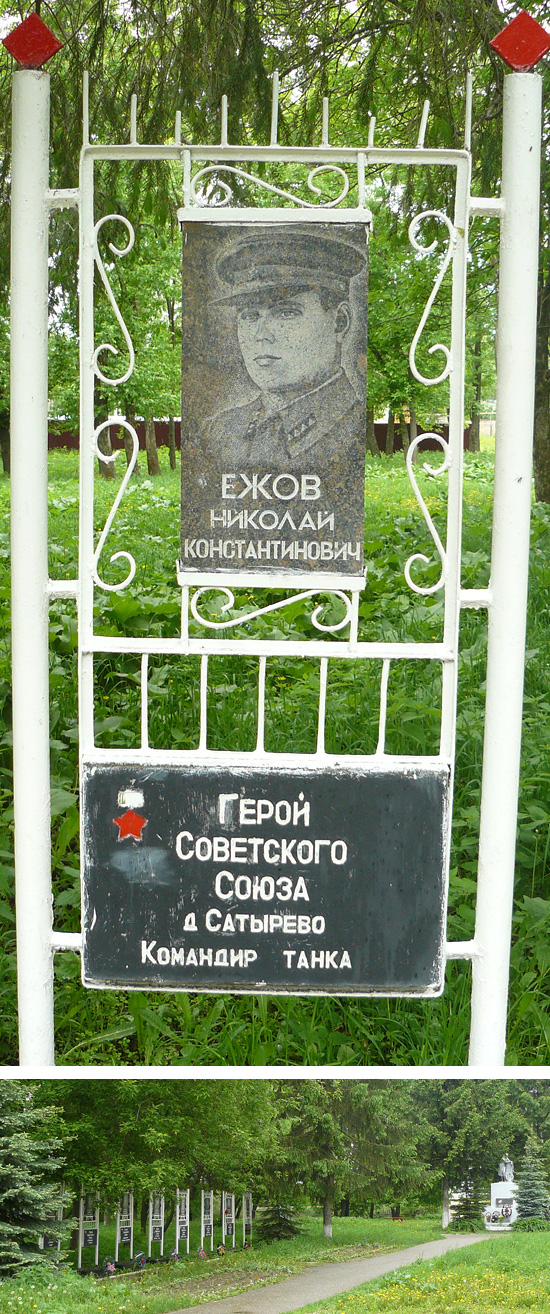 ЕЖОВ
НИКОЛАЙ
КОНСТАНТИНОВИЧ
ГЕРОЙ
СОВЕТСКОГО
СОЮЗА
Д САТЫРЕВО
КОМАНДИР ТАНКА